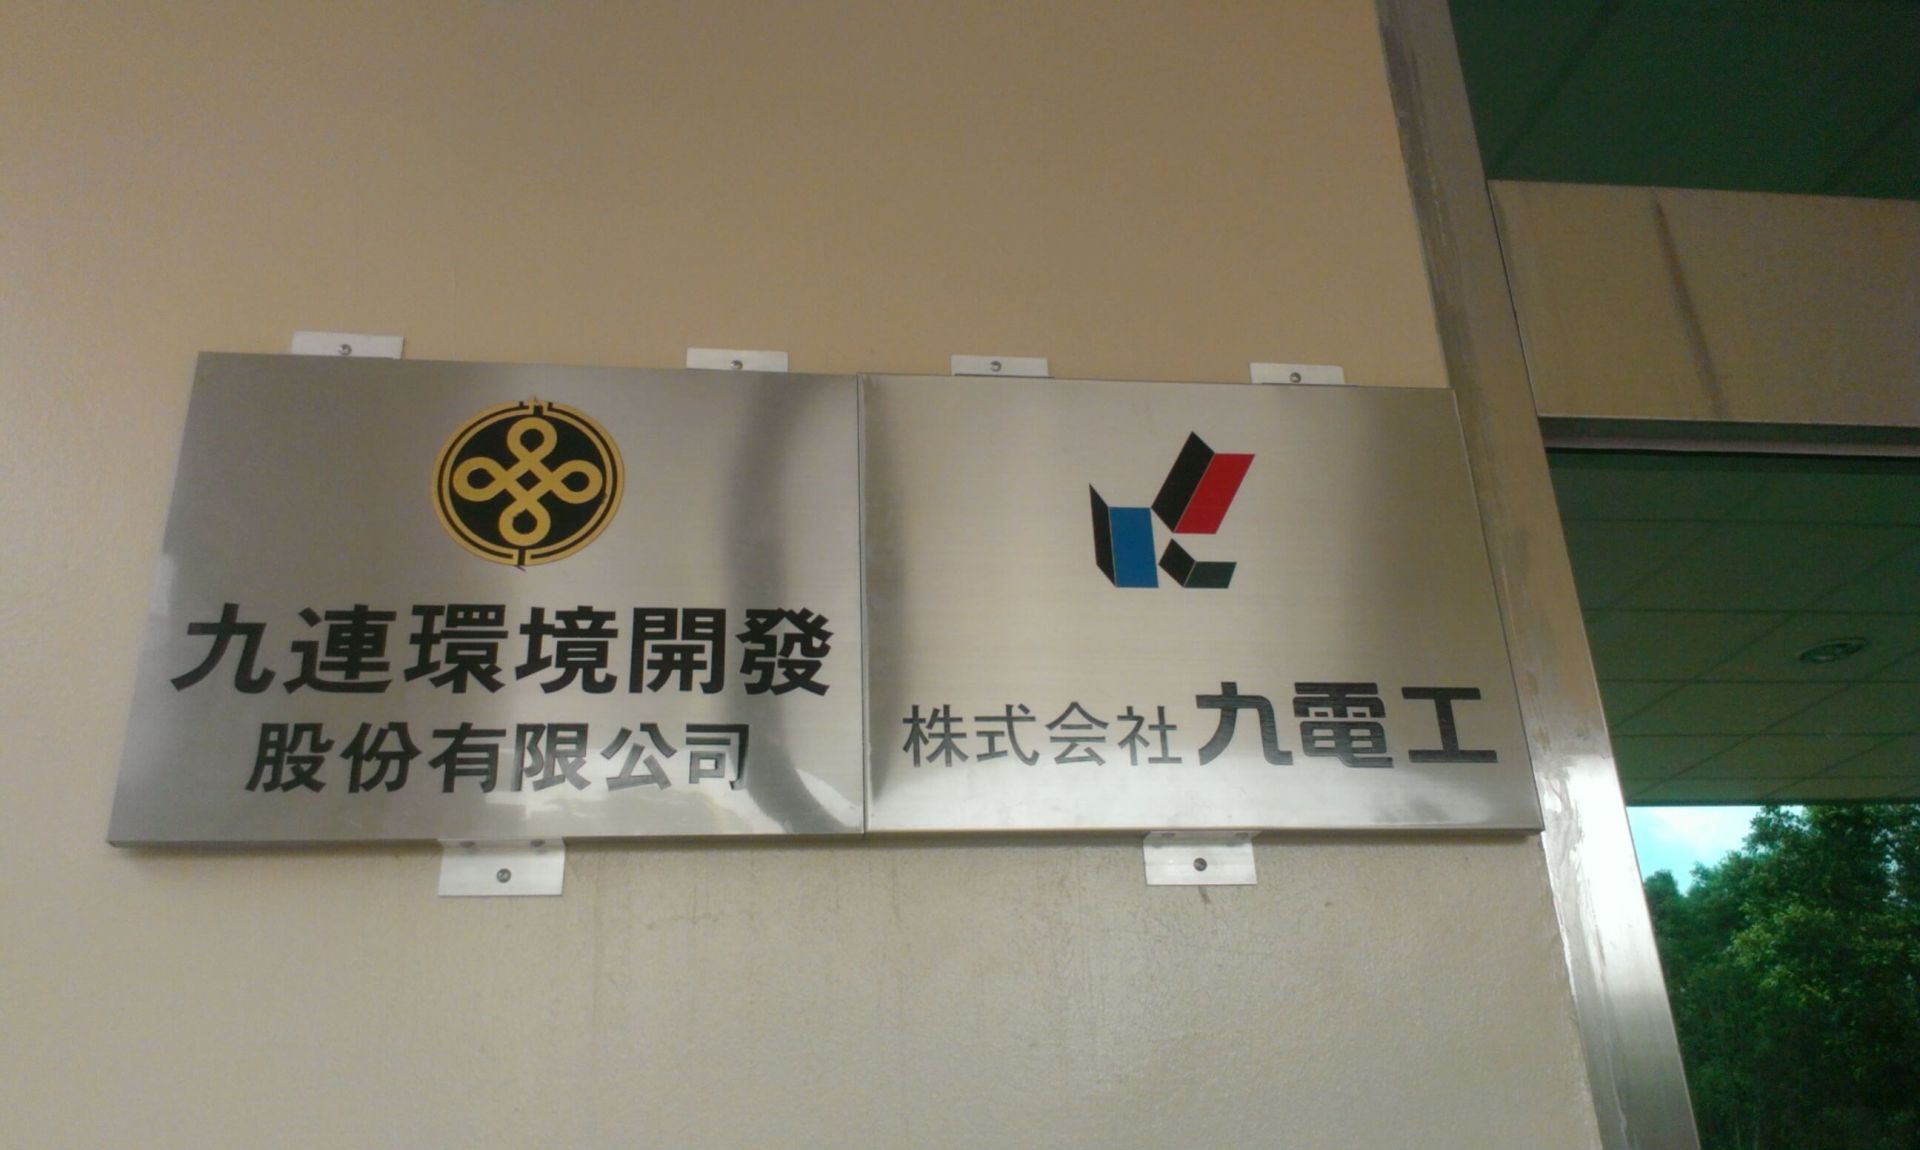 九連環境開發
股份有限公司
株式会社九電工